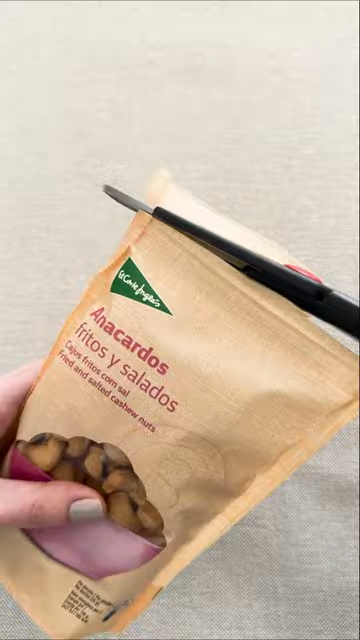 El Corte Inglés
Anacardos
fritos y salados
Cajus fritos com sal
Fried and salted cashew nuts